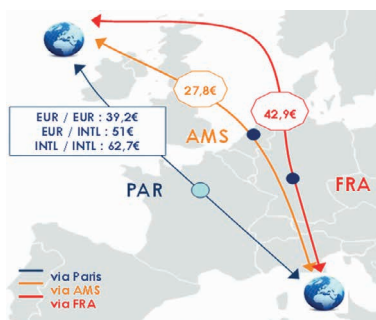 27,8€
EUR / EUR : 39,2€
EUR / INTL : 51€
INTL / INTL : 62,7€
42,9€
AMS
PAR
FRA
via Paris
via AMS
via FRA